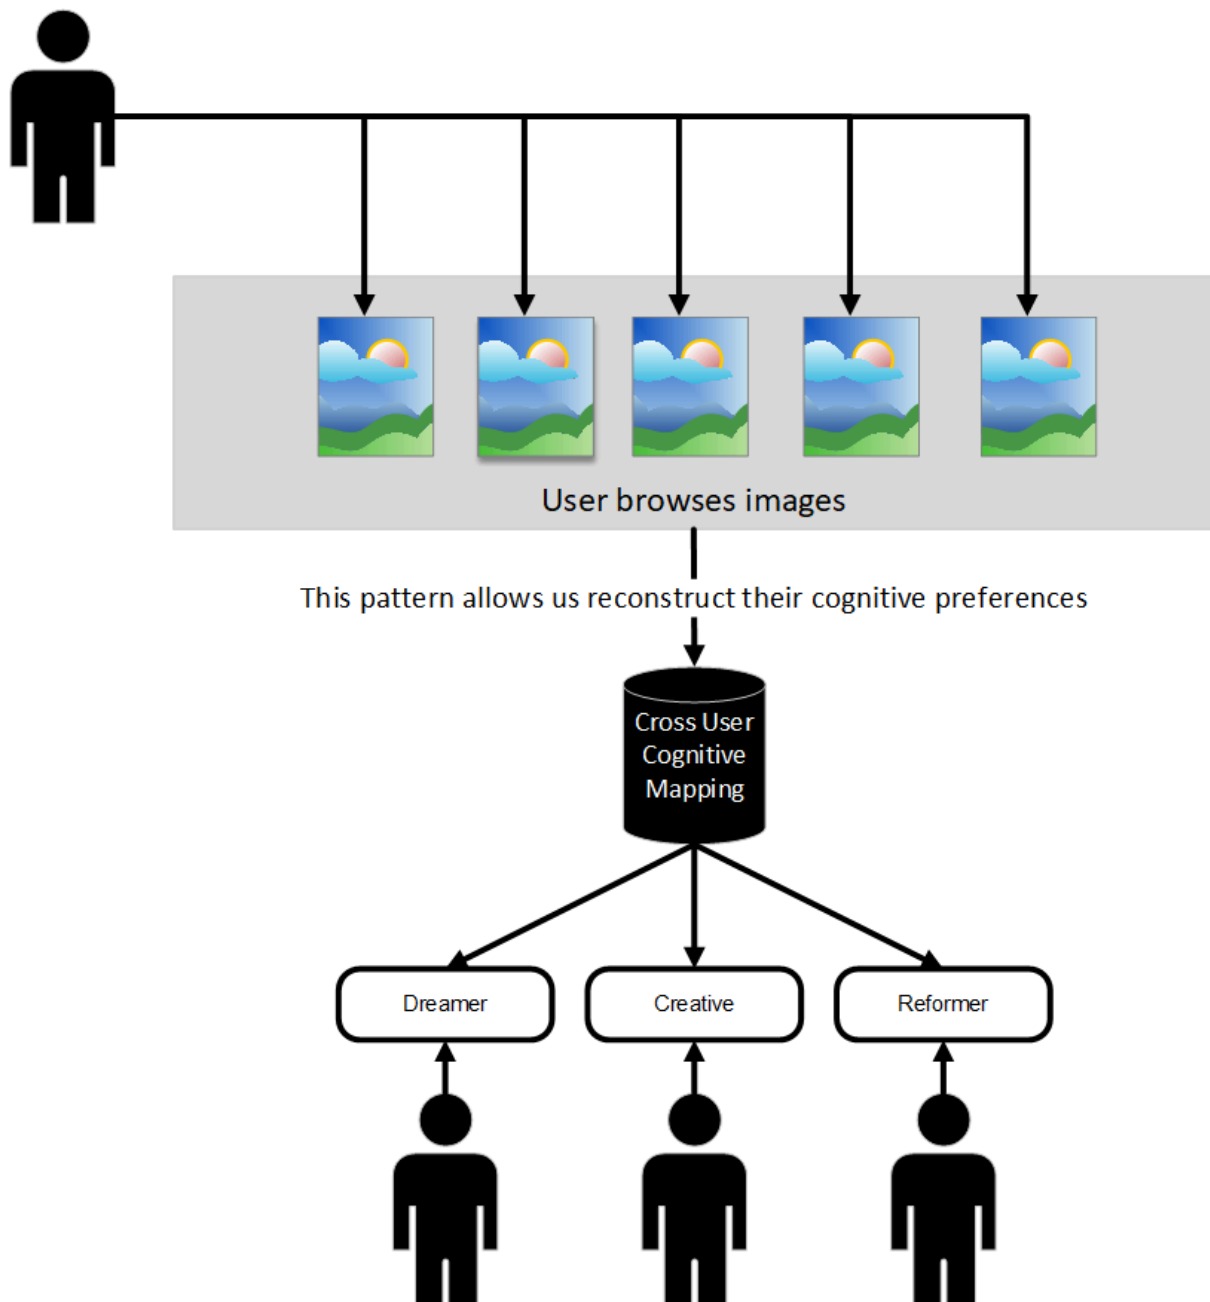 User browses images
This pattern allows us reconstruct their cognitive preferences
Cross User
Cognitive
Mapping
Dreamer
Creative
Reformer